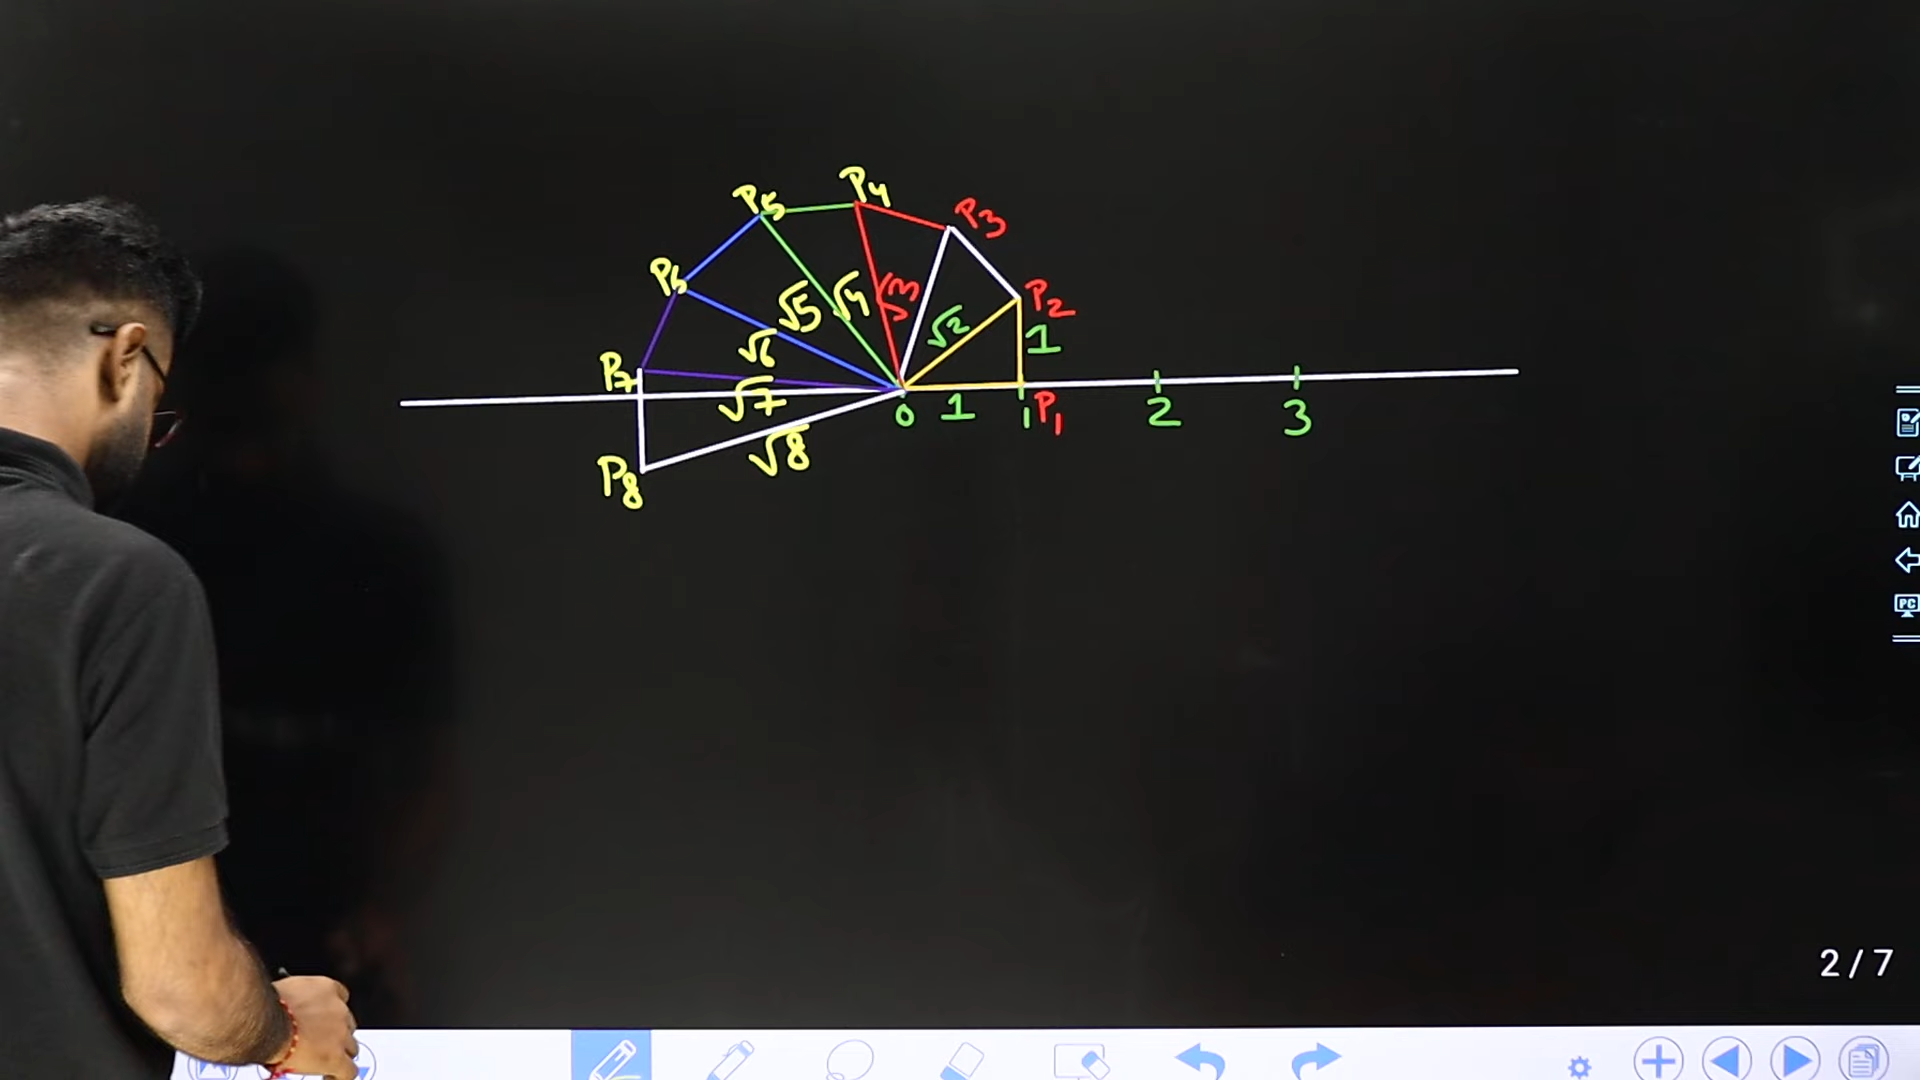 P₅ P₄ P₃
P₆ √5 √4 √3 √2 P₂
√6 1
P₇ √7 0 1 1 P₁ 2 3
P₈ √8
PC
2 / 7